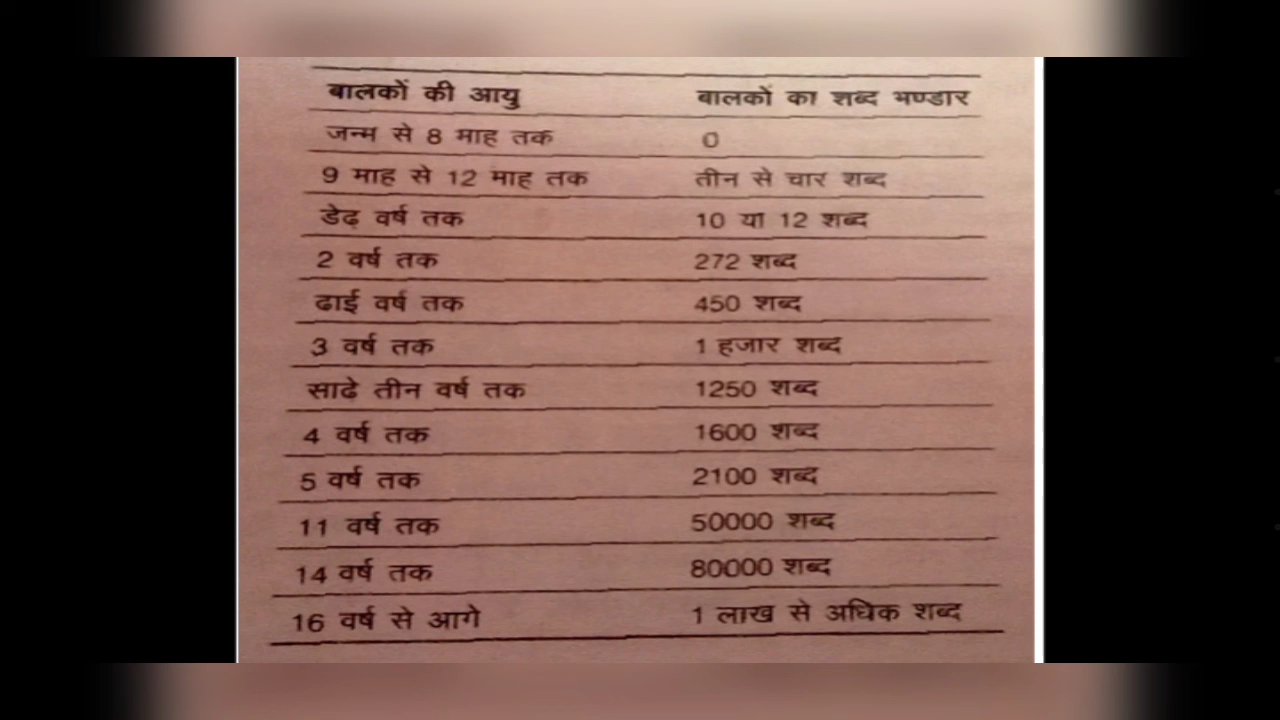 बालकों की आयु बालकों का शब्द भण्डार
जन्म से 8 माह तक 0
9 माह से 12 माह तक तीन से चार शब्द
डेढ़ वर्ष तक 10 या 12 शब्द
2 वर्ष तक 272 शब्द
ढाई वर्ष तक 450 शब्द
3 वर्ष तक 1 हजार शब्द
साढे तीन वर्ष तक 1250 शब्द
4 वर्ष तक 1600 शब्द
5 वर्ष तक 2100 शब्द
11 वर्ष तक 50000 शब्द
14 वर्ष तक 80000 शब्द
16 वर्ष से आगे 1 लाख से अधिक शब्द